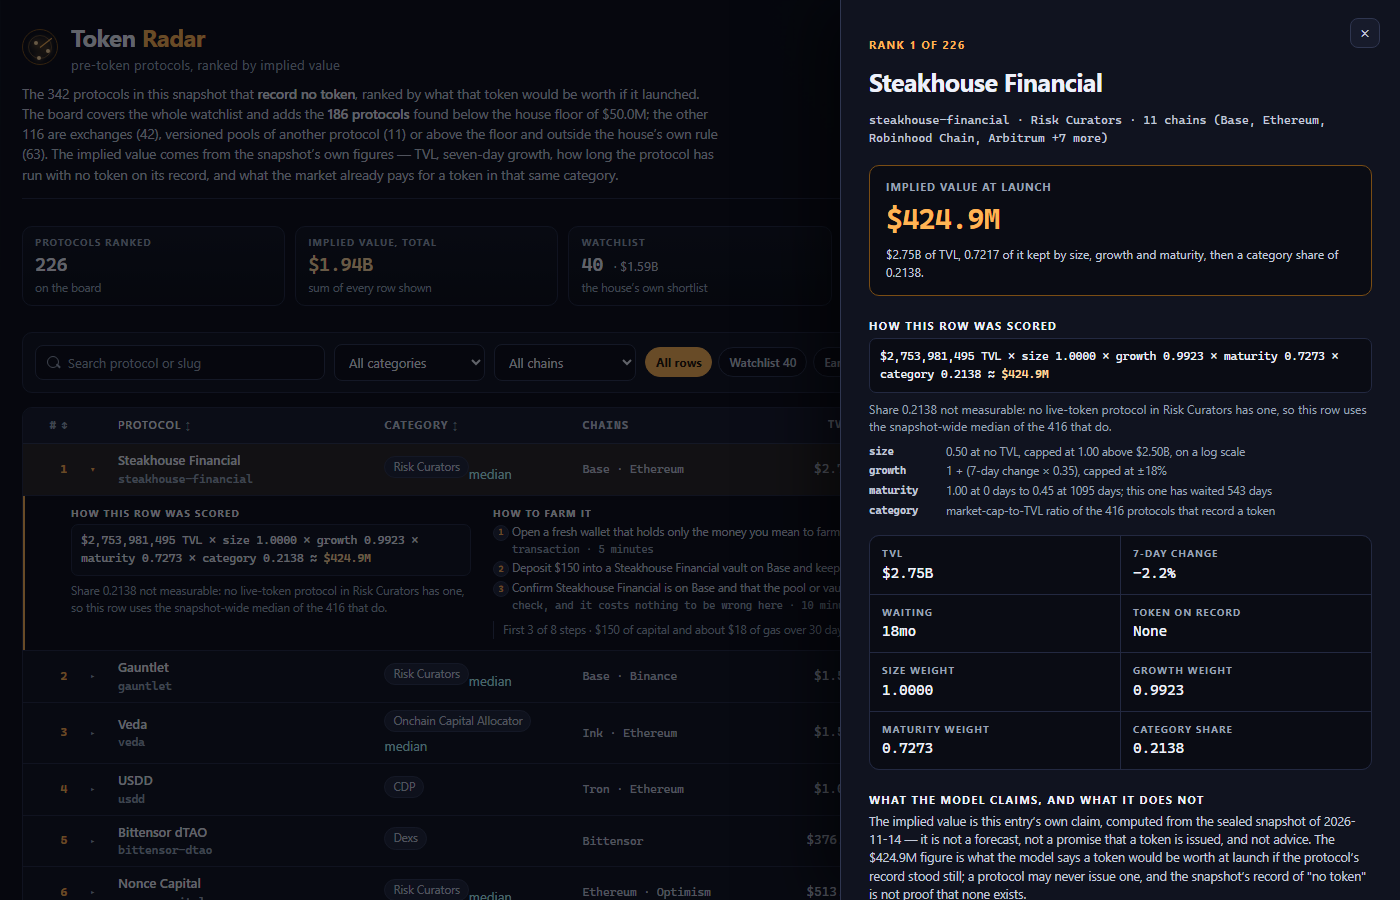 Token Radar
pre-token protocols, ranked by implied value
The 342 protocols in this snapshot that record no token, ranked by what that token would be worth if it launched.
The board covers the whole watchlist and adds the 186 protocols found below the house floor of $50.0M; the other
116 are exchanges (42), versioned pools of another protocol (11) or above the floor and outside the house's own rule
(63). The implied value comes from the snapshot's own figures — TVL, seven-day growth, how long the protocol has
run with no token on its record, and what the market already pays for a token in that same category.
PROTOCOLS RANKED
226
on the board
IMPLIED VALUE, TOTAL
$1.94B
sum of every row shown
WATCHLIST
40 · $1.59B
the house's own shortlist
Search protocol or slug
All categories
All chains
All rows
Watchlist 40
# PROTOCOL CATEGORY CHAINS
1 Steakhouse Financial Risk Curators median Base · Ethereum
steakhouse-financial
HOW THIS ROW WAS SCORED
$2,753,981,495 TVL × size 1.0000 × growth 0.9923 ×
maturity 0.7273 × category 0.2138 ≈ $424.9M
Share 0.2138 not measurable: no live-token protocol in Risk Curators has one,
so this row uses the snapshot-wide median of the 416 that do.
HOW TO FARM IT
1 Open a fresh wallet that holds only the money you mean to farm
transaction · 5 minutes
2 Deposit $150 into a Steakhouse Financial vault on Base and keep
3 Confirm Steakhouse Financial is on Base and that the pool or
check, and it costs nothing to be wrong here · 10
First 3 of 8 steps · $150 of capital and about $18 of gas over 30
2 Gauntlet Risk Curators median Base · Binance
gauntlet
3 Veda Onchain Capital Allocator Ink · Ethereum
veda median
4 USDD CDP Tron · Ethereum
usdd
5 Bittensor dTAO Dexs Bittensor $376
bittensor-dtao
6 Nonce Capital Risk Curators median Ethereum · Optimism $513
×
RANK 1 OF 226
Steakhouse Financial
steakhouse-financial · Risk Curators · 11 chains (Base, Ethereum,
Robinhood Chain, Arbitrum +7 more)
IMPLIED VALUE AT LAUNCH
$424.9M
$2.75B of TVL, 0.7217 of it kept by size, growth and maturity, then a category share of
0.2138.
HOW THIS ROW WAS SCORED
$2,753,981,495 TVL × size 1.0000 × growth 0.9923 × maturity 0.7273 ×
category 0.2138 ≈ $424.9M
Share 0.2138 not measurable: no live-token protocol in Risk Curators has one, so this row uses
the snapshot-wide median of the 416 that do.
size 0.50 at no TVL, capped at 1.00 above $2.50B, on a log scale
growth 1 + (7-day change × 0.35), capped at ±18%
maturity 1.00 at 0 days to 0.45 at 1095 days; this one has waited 543 days
category market-cap-to-TVL ratio of the 416 protocols that record a token
TVL
$2.75B
7-DAY CHANGE
−2.2%
WAITING
18mo
TOKEN ON RECORD
None
SIZE WEIGHT
1.0000
GROWTH WEIGHT
0.9923
MATURITY WEIGHT
0.7273
CATEGORY SHARE
0.2138
WHAT THE MODEL CLAIMS, AND WHAT IT DOES NOT
The implied value is this entry's own claim, computed from the sealed snapshot of 2026-
11-14 — it is not a forecast, not a promise that a token is issued, and not advice. The
$424.9M figure is what the model says a token would be worth at launch if the protocol's
record stood still; a protocol may never issue one, and the snapshot's record of "no token"
is not proof that none exists.